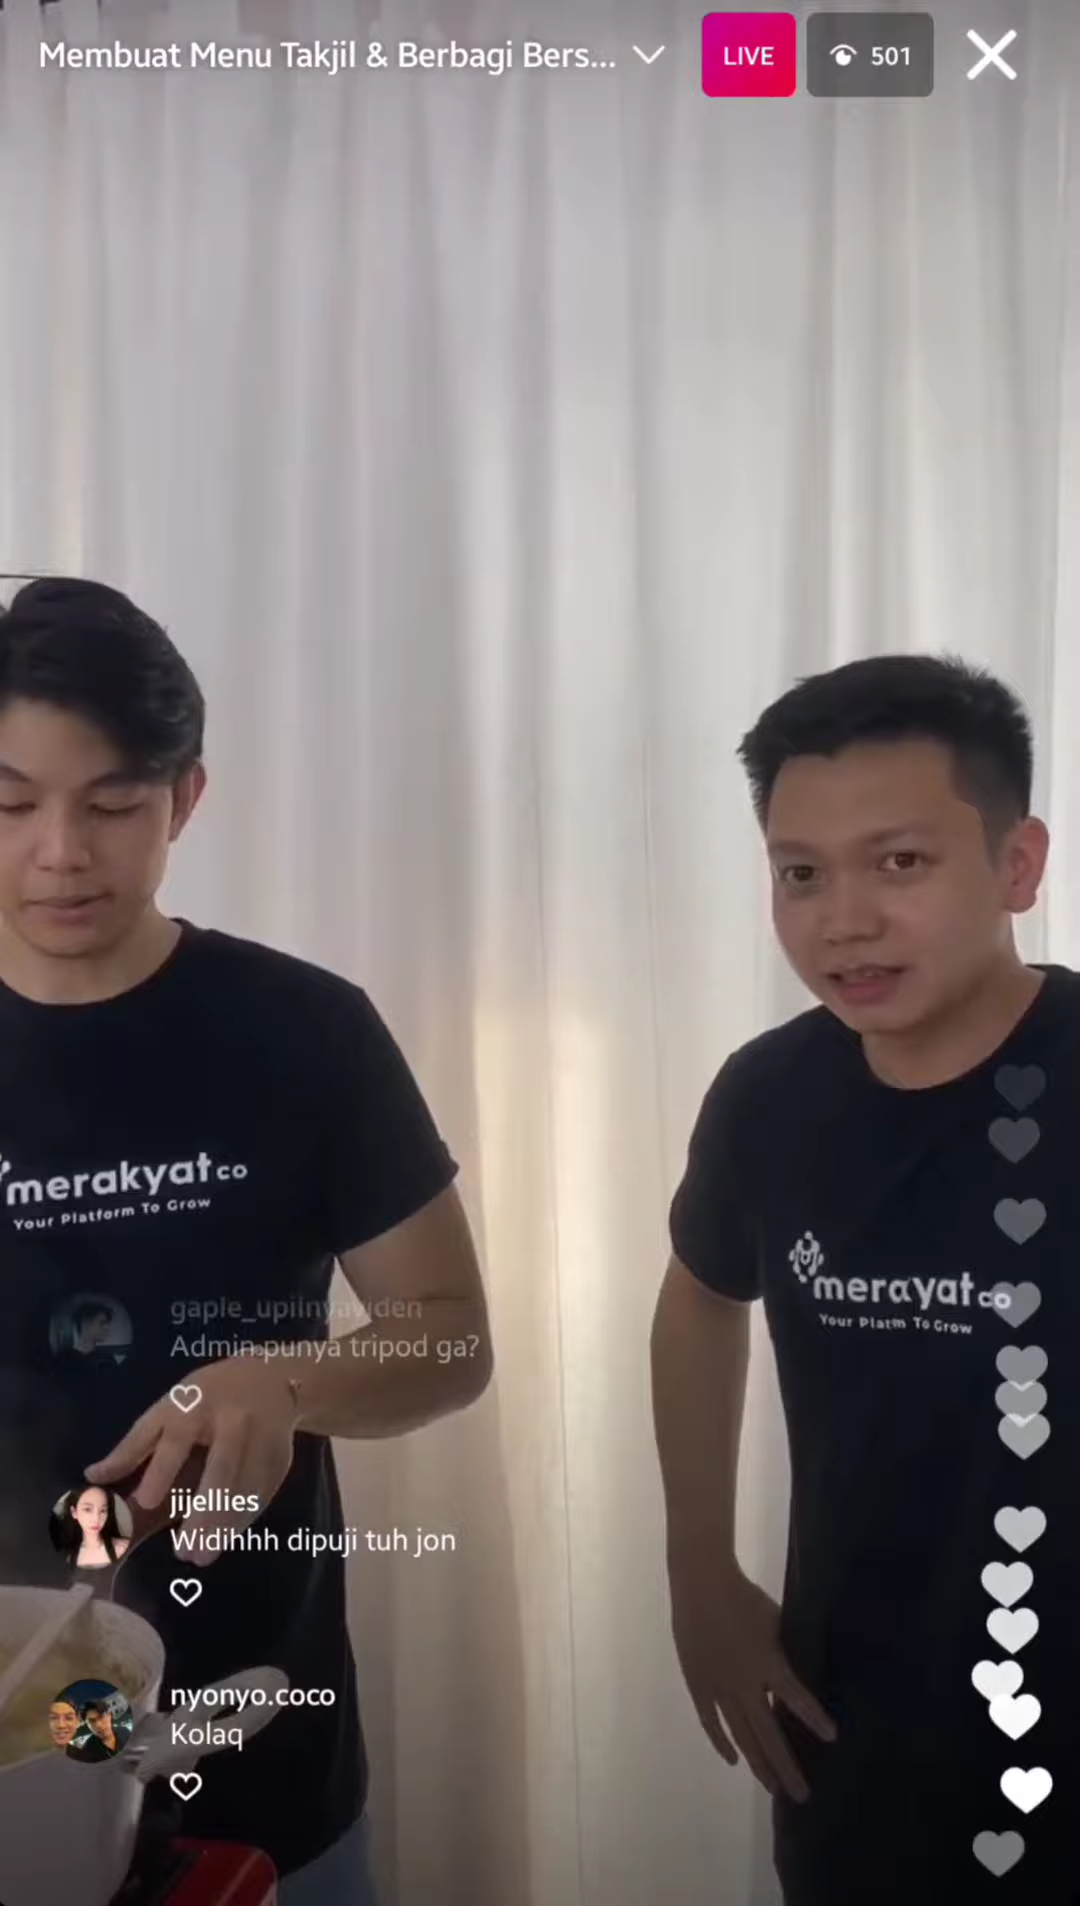 Membuat Menu Takjil & Berbagi Bers...
LIVE
501
merakyat co
Your Platform To Grow
merayat co
Your Platm To Grow
gaple_upilnyaviden
Admin punya tripod ga?
jijellies
Widihhh dipuji tuh jon
nyonyo.coco
Kolaq